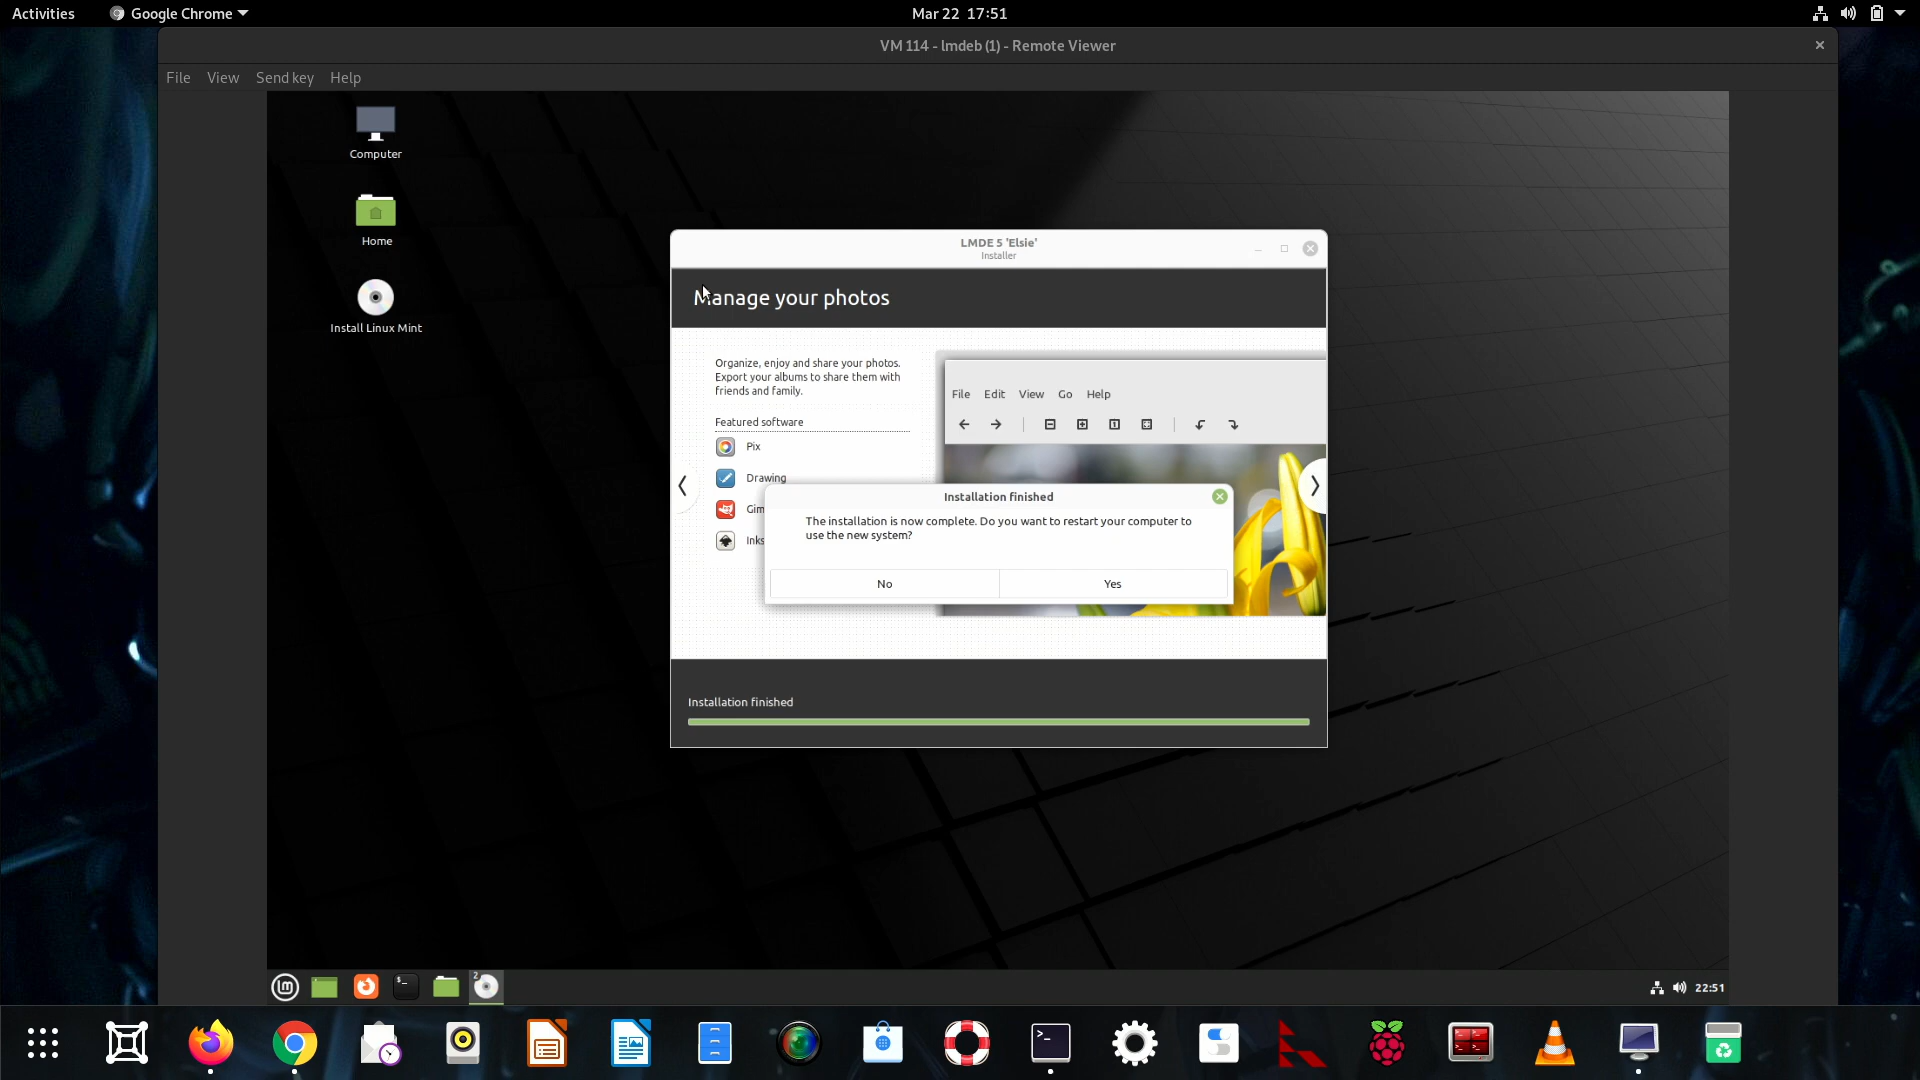 Activities
Google Chrome
Mar 22 17:51
VM 114 - lmdeb (1) - Remote Viewer
File View Send key Help
Computer
Home
Install Linux Mint
LMDE 5 'Elsie'
Installer
Manage your photos
Organize, enjoy and share your photos.
Export your albums to share them with
friends and family.
Featured software
Pix
Drawing
Gim
Inks
File Edit View Go Help
Installation finished
The installation is now complete. Do you want to restart your computer to
use the new system?
No Yes
Installation finished
2
22:51